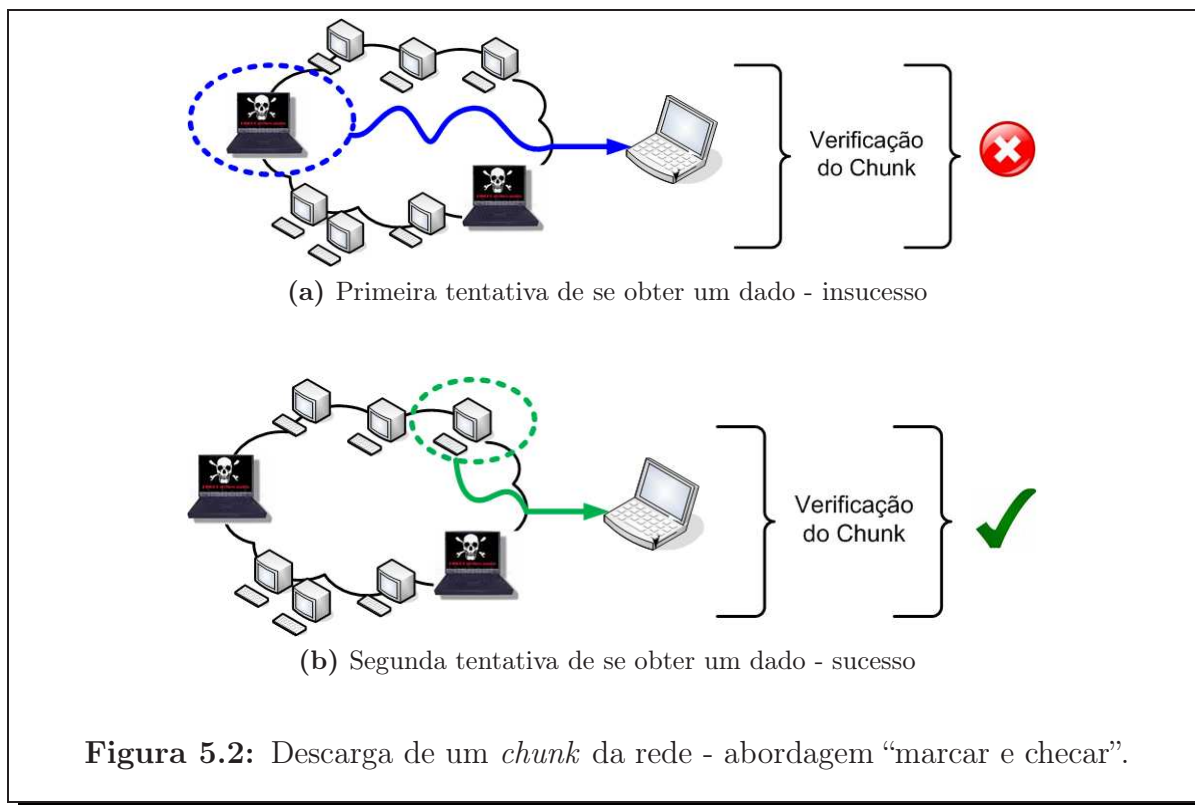 Verificação
do Chunk
(a) Primeira tentativa de se obter um dado - insucesso
Verificação
do Chunk
(b) Segunda tentativa de se obter um dado - sucesso
Figura 5.2: Descarga de um chunk da rede - abordagem “marcar e checar”.